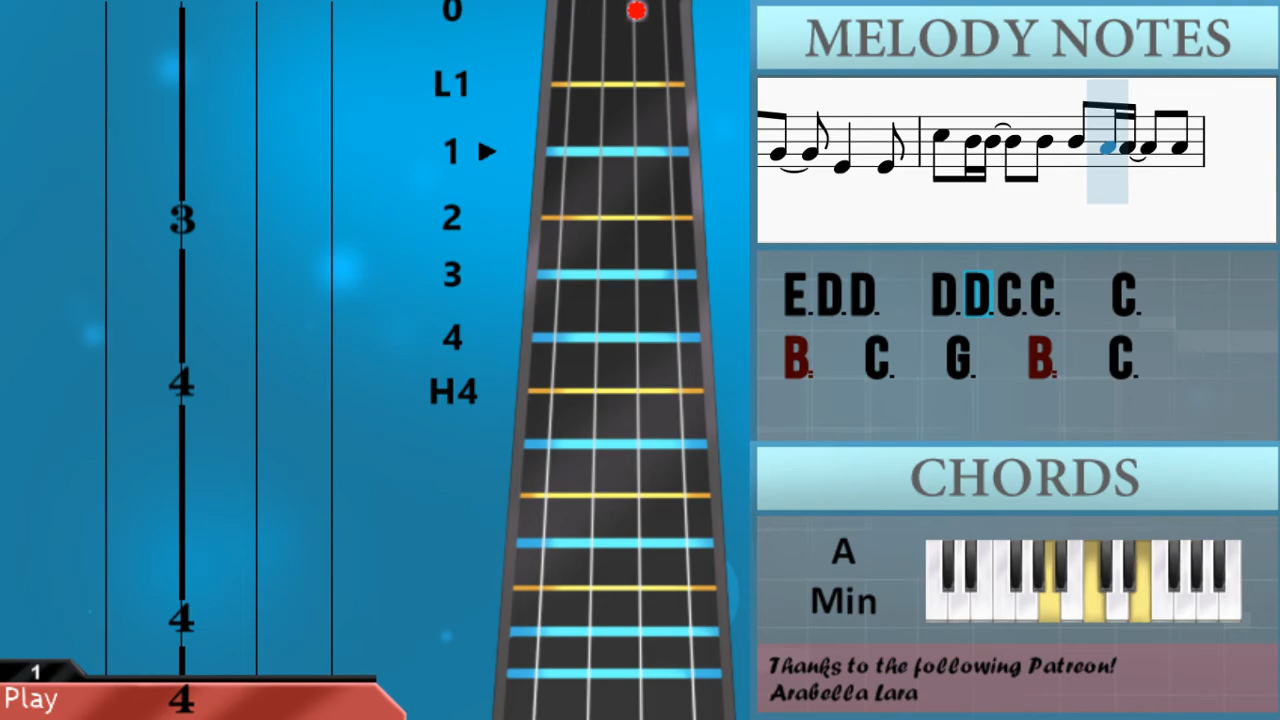 3
4
4
1
Play
4
0
L1
1 ►
2
3
4
H4
MELODY NOTES
E.D.D. D.D.C.C. C.
B: C. G. B: C.
CHORDS
A
Min
Thanks to the following Patreon!
Arabella Lara